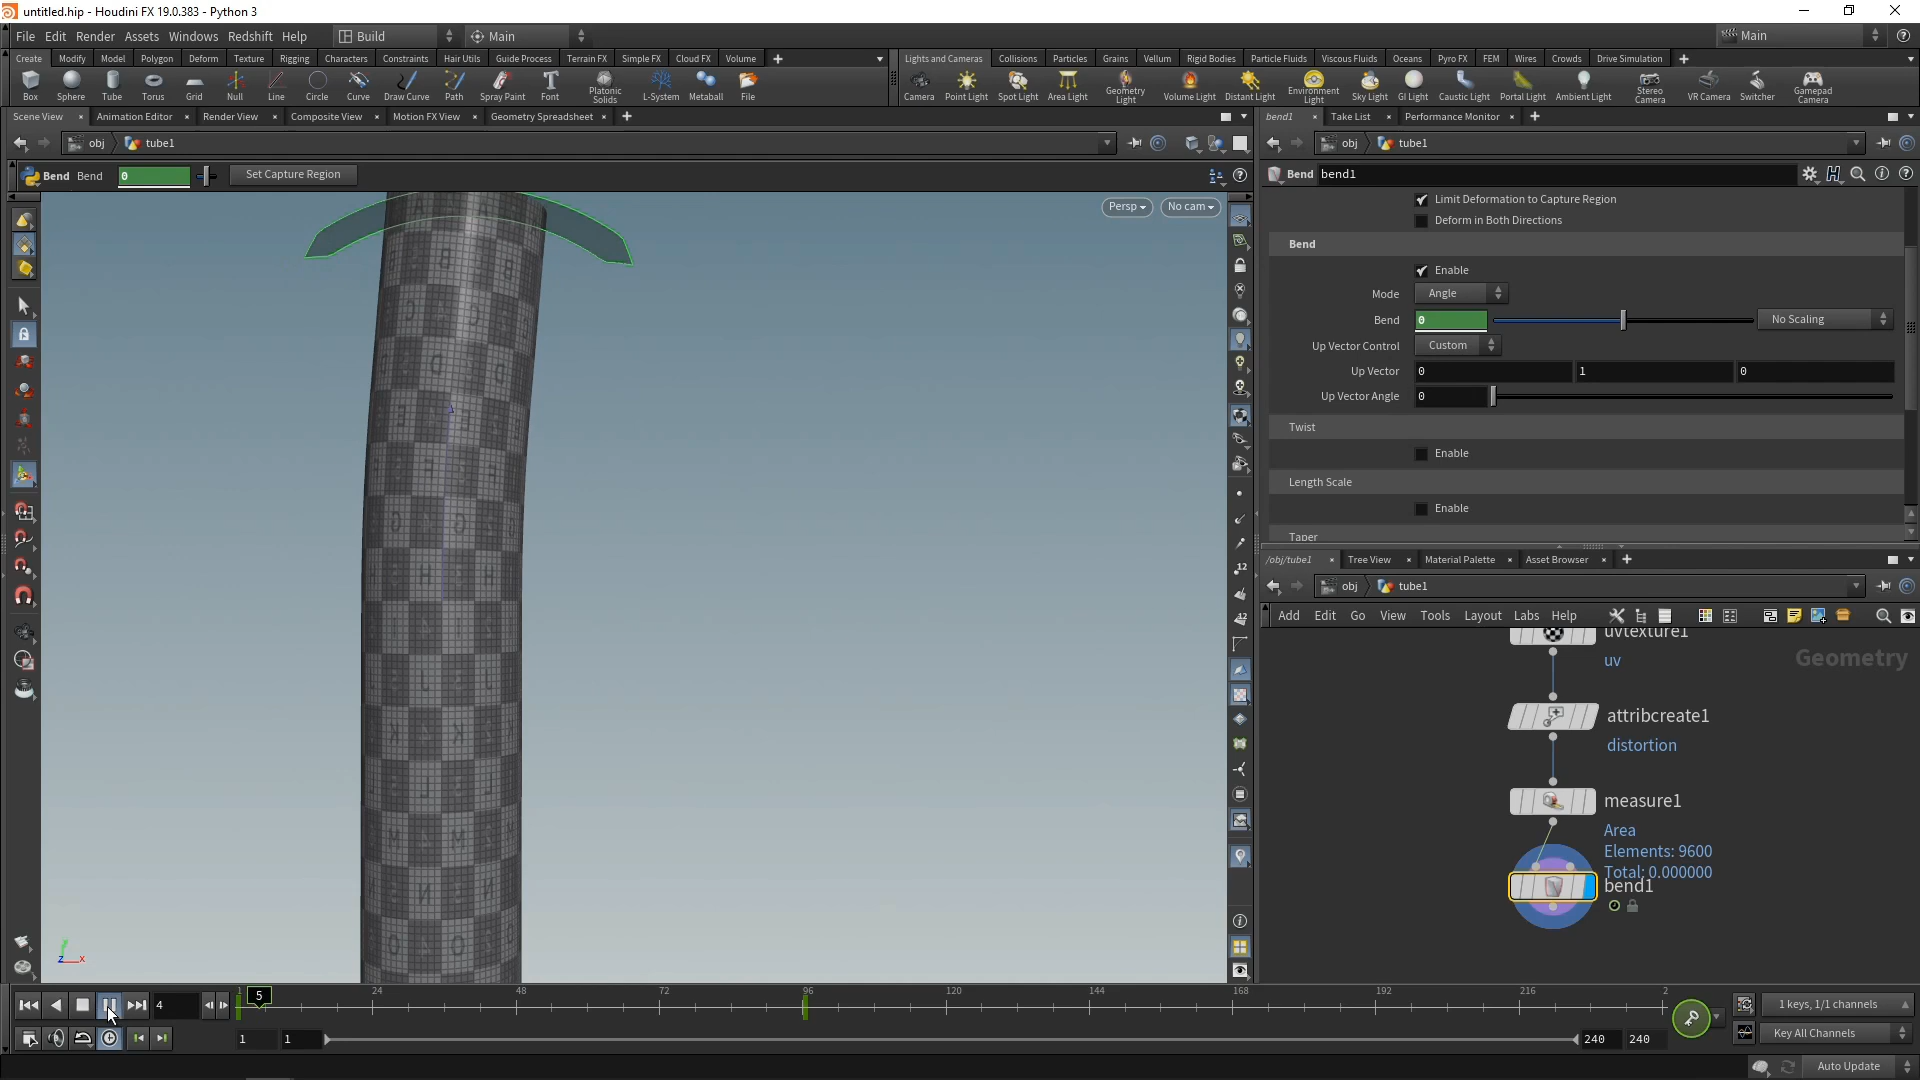 untitled.hip - Houdini FX 19.0.383 - Python 3
File Edit Render Assets Windows Redshift Help Build Main Main
Create Modify Model Polygon Deform Texture Rigging Characters Constraints Hair Utils Guide Process Terrain FX Simple FX Cloud FX Volume
Lights and Cameras Collisions Particles Grains Vellum Rigid Bodies Particle Fluids Viscous Fluids Oceans Pyro FX FEM Wires Crowds Drive Simulation
Box Sphere Tube Torus Grid Null Line Circle Curve Draw Curve Path Spray Paint Font Platonic Solids L-System Metaball File
Camera Point Light Spot Light Area Light Geometry Light Volume Light Distant Light Environment Light Sky Light GI Light Caustic Light Portal Light Ambient Light Stereo Camera VR Camera Switcher Gamepad Camera
Scene View Animation Editor Render View Composite View Motion FX View Geometry Spreadsheet
bend1 Take List Performance Monitor
obj tube1
obj tube1
Bend Bend 0 Set Capture Region
Bend bend1
Persp No cam
Limit Deformation to Capture Region
Deform in Both Directions
Bend
Enable
Mode Angle
Bend 0 No Scaling
Up Vector Control Custom
Up Vector 0 1 0
Up Vector Angle 0
Twist
Enable
Length Scale
Enable
Taper
/obj/tube1 Tree View Material Palette Asset Browser
obj tube1
Add Edit Go View Tools Layout Labs Help
uvtexture1
uv
Geometry
attribcreate1
distortion
measure1
Area
Elements: 9600
Total: 0.000000
bend1
4 1 5 24 48 72 96 120 144 168 192 216 2
1 1 240 240
1 keys, 1/1 channels
Key All Channels
Auto Update